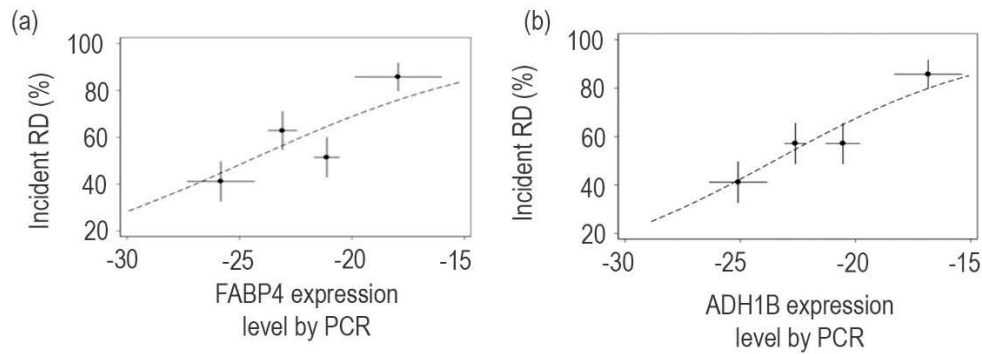 (a)
Incident RD (%)
100
80
60
40
20
-30 -25 -20 -15
FABP4 expression
level by PCR
(b)
Incident RD (%)
100
80
60
40
20
-30 -25 -20 -15
ADH1B expression
level by PCR